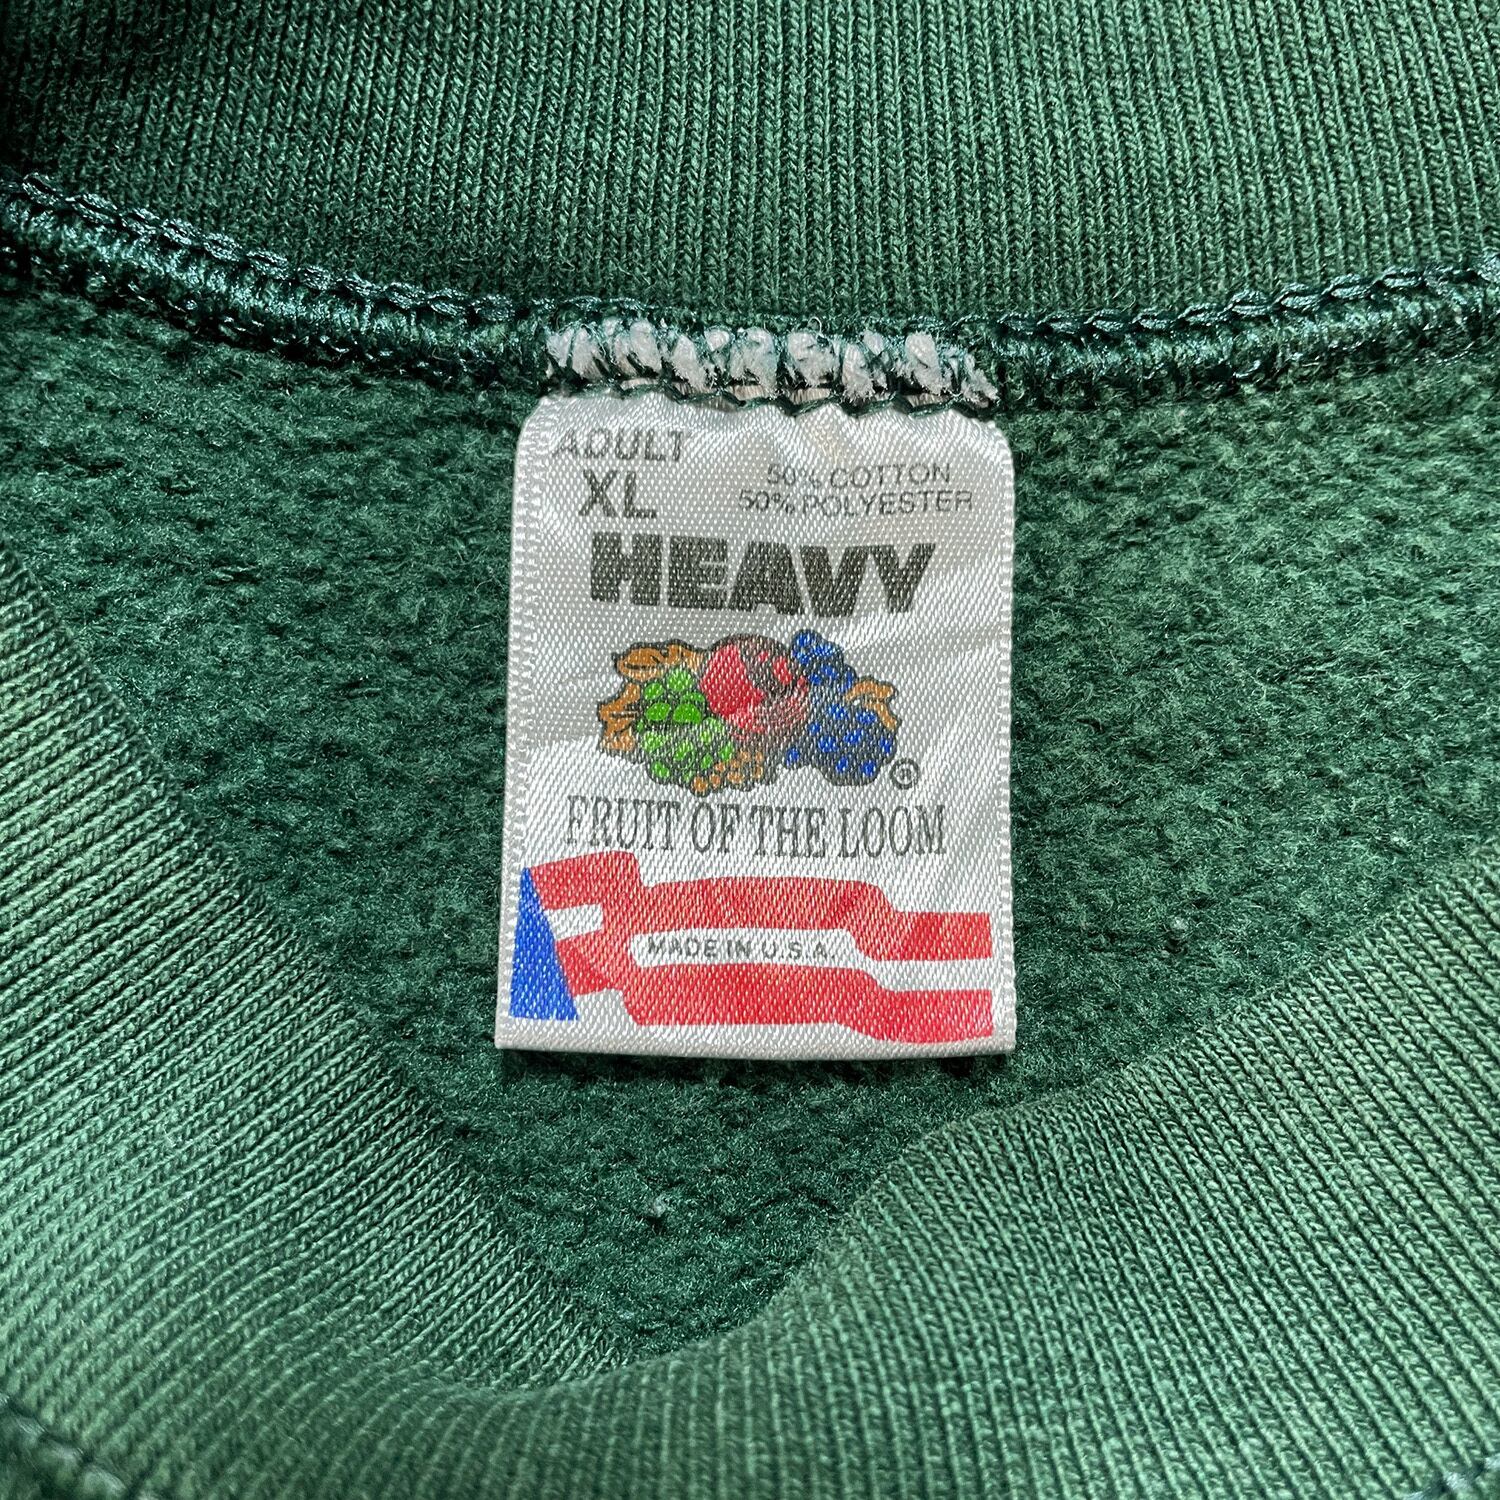 ADULT
XL
50% COTTON
50% POLYESTER
HEAVY
®
FRUIT OF THE LOOM
MADE IN U.S.A.